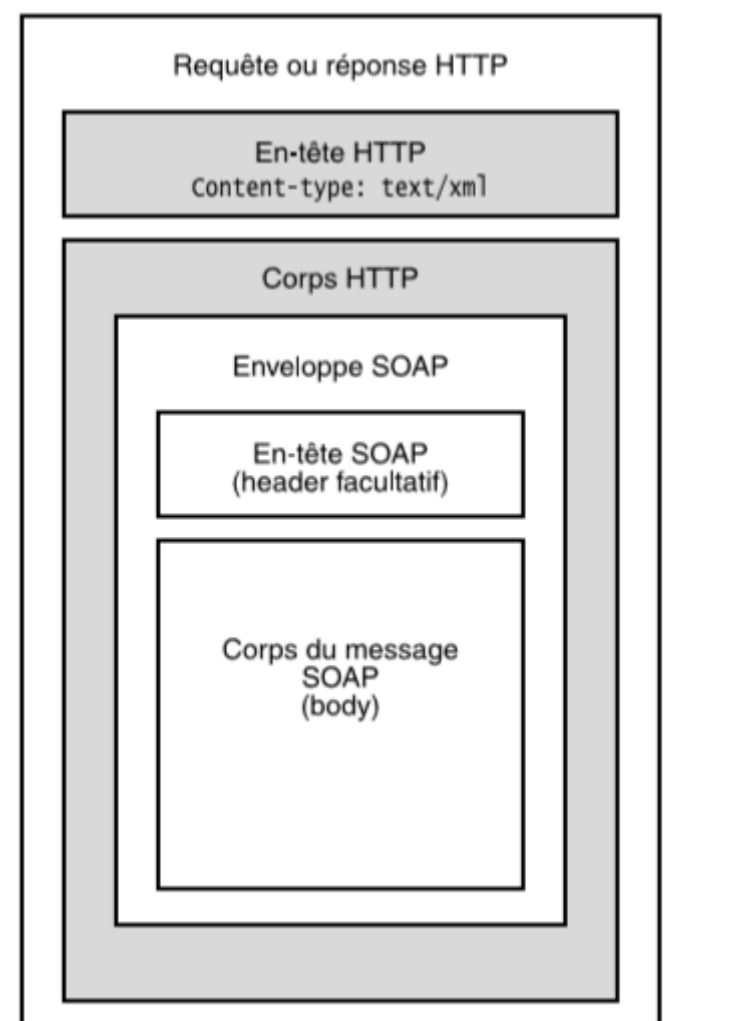 Requête ou réponse HTTP
En-tête HTTP
Content-type: text/xml
Corps HTTP
Enveloppe SOAP
En-tête SOAP
(header facultatif)
Corps du message
SOAP
(body)